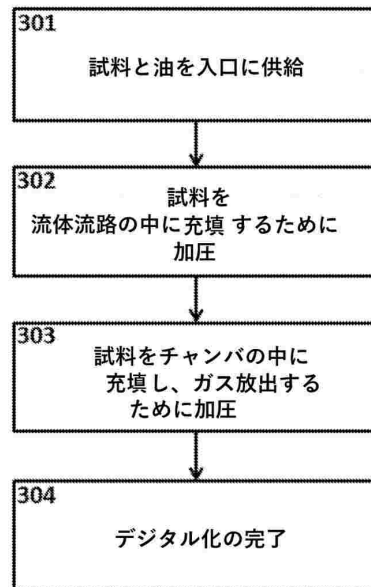 301
試料と油を入口に供給
302
試料を
流体流路の中に充填 するために
加圧
303
試料をチャンバの中に
充填し、ガス放出する
ために加圧
304
デジタル化の完了